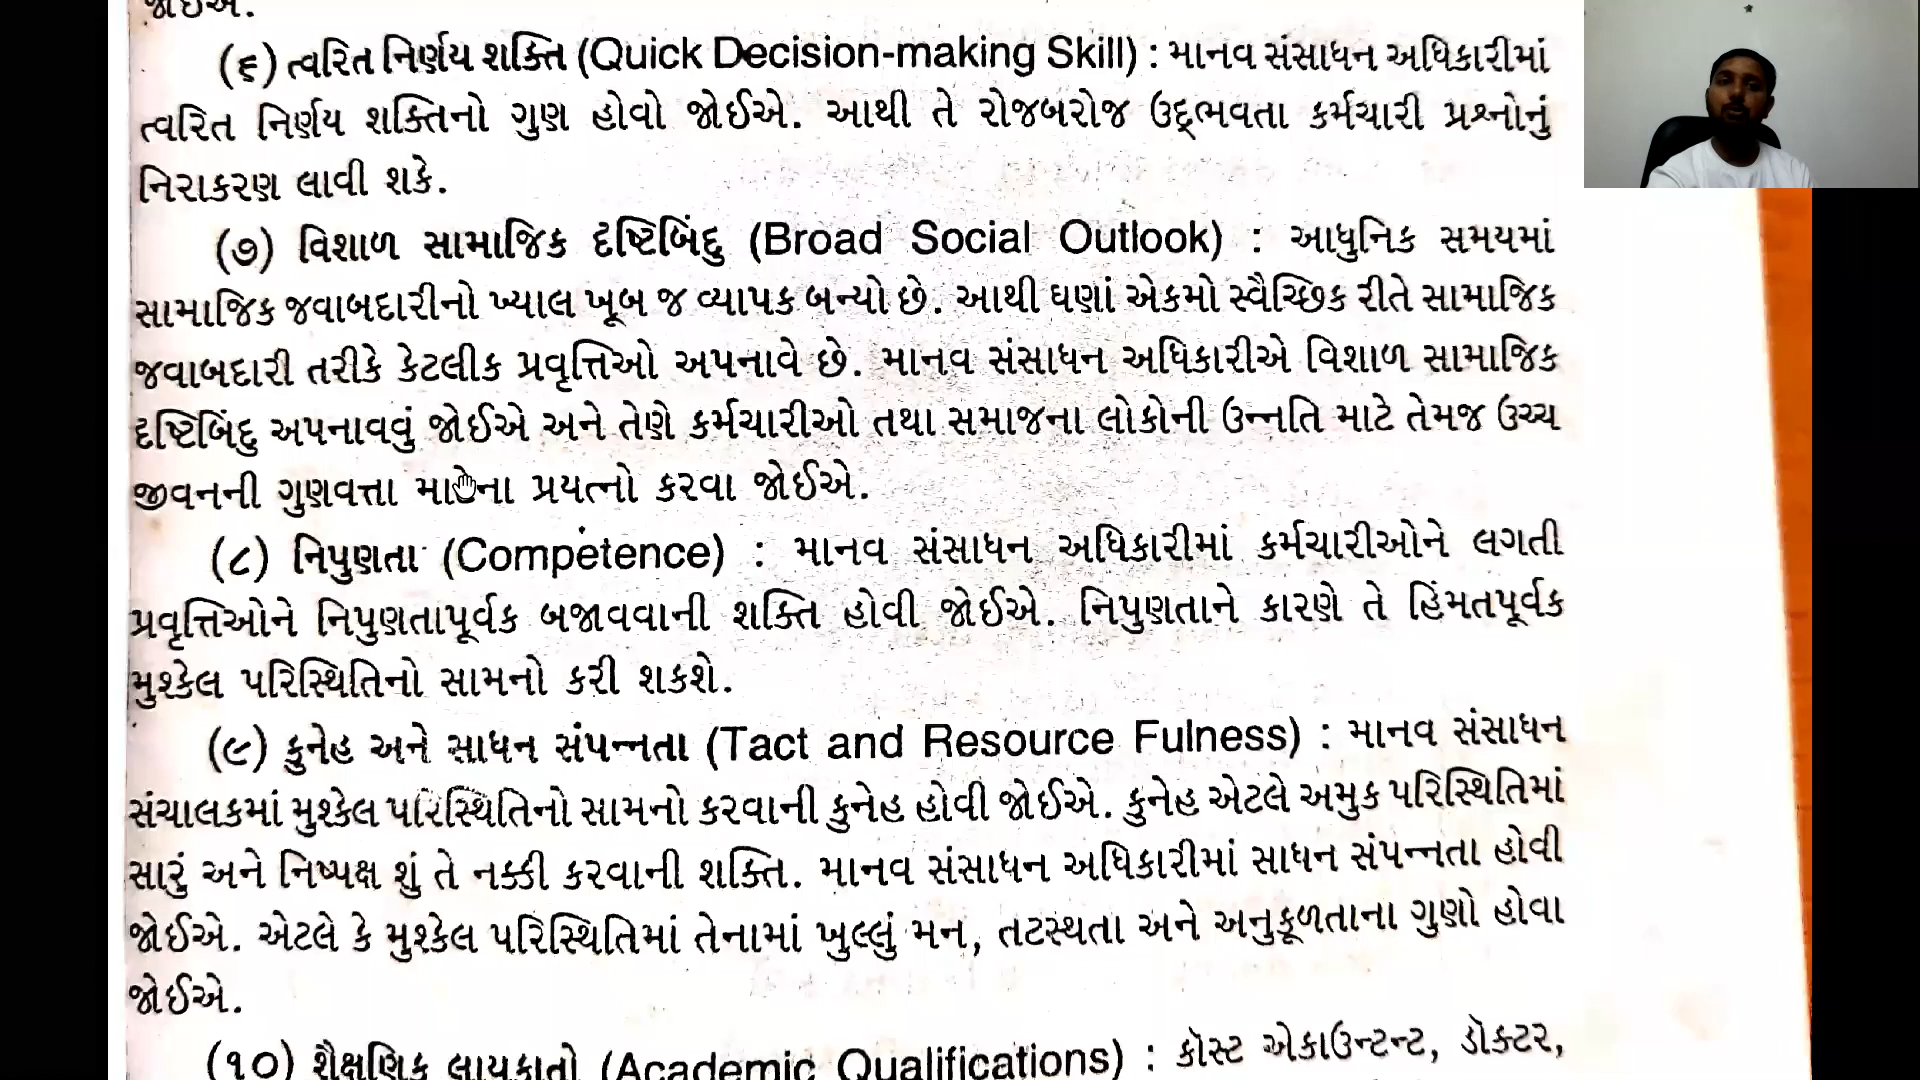 જોઈએ.
(૬) ત્વરિત નિર્ણય શક્તિ (Quick Decision-making Skill) : માનવ સંસાધન અધિકારીમાં
ત્વરિત નિર્ણય શક્તિનો ગુણ હોવો જોઈએ. આથી તે રોજબરોજ ઉદ્ભવતા કર્મચારી પ્રશ્નોનું
નિરાકરણ લાવી શકે.
(૭) વિશાળ સામાજિક દૃષ્ટિબિંદુ (Broad Social Outlook) : આધુનિક સમયમાં
સામાજિક જવાબદારીનો ખ્યાલ ખૂબ જ વ્યાપક બન્યો છે. આથી ઘણાં એકમો સ્વૈચ્છિક રીતે સામાજિક
જવાબદારી તરીકે કેટલીક પ્રવૃત્તિઓ અપનાવે છે. માનવ સંસાધન અધિકારીએ વિશાળ સામાજિક
દૃષ્ટિબિંદુ અપનાવવું જોઈએ અને તેણે કર્મચારીઓ તથા સમાજના લોકોની ઉન્નતિ માટે તેમજ ઉચ્ચ
જીવનની ગુણવત્તા માટેના પ્રયત્નો કરવા જોઈએ.
(૮) નિપુણતા (Competence) : માનવ સંસાધન અધિકારીમાં કર્મચારીઓને લગતી
પ્રવૃત્તિઓને નિપુણતાપૂર્વક બજાવવાની શક્તિ હોવી જોઈએ. નિપુણતાને કારણે તે હિંમતપૂર્વક
મુશ્કેલ પરિસ્થિતિનો સામનો કરી શકશે.
(૯) કુનેહ અને સાધન સંપન્નતા (Tact and Resource Fulness) : માનવ સંસાધન
સંચાલકમાં મુશ્કેલ પરિસ્થિતિનો સામનો કરવાની કુનેહ હોવી જોઈએ. કુનેહ એટલે અમુક પરિસ્થિતિમાં
સારું અને નિષ્પક્ષ શું તે નક્કી કરવાની શક્તિ. માનવ સંસાધન અધિકારીમાં સાધન સંપન્નતા હોવી
જોઈએ. એટલે કે મુશ્કેલ પરિસ્થિતિમાં તેનામાં ખુલ્લું મન, તટસ્થતા અને અનુકૂળતાના ગુણો હોવા
જોઈએ.
(૧૦) શૈક્ષણિક લાયકાતો (Academic Qualifications) : કૉસ્ટ એકાઉન્ટન્ટ, ડૉક્ટર,